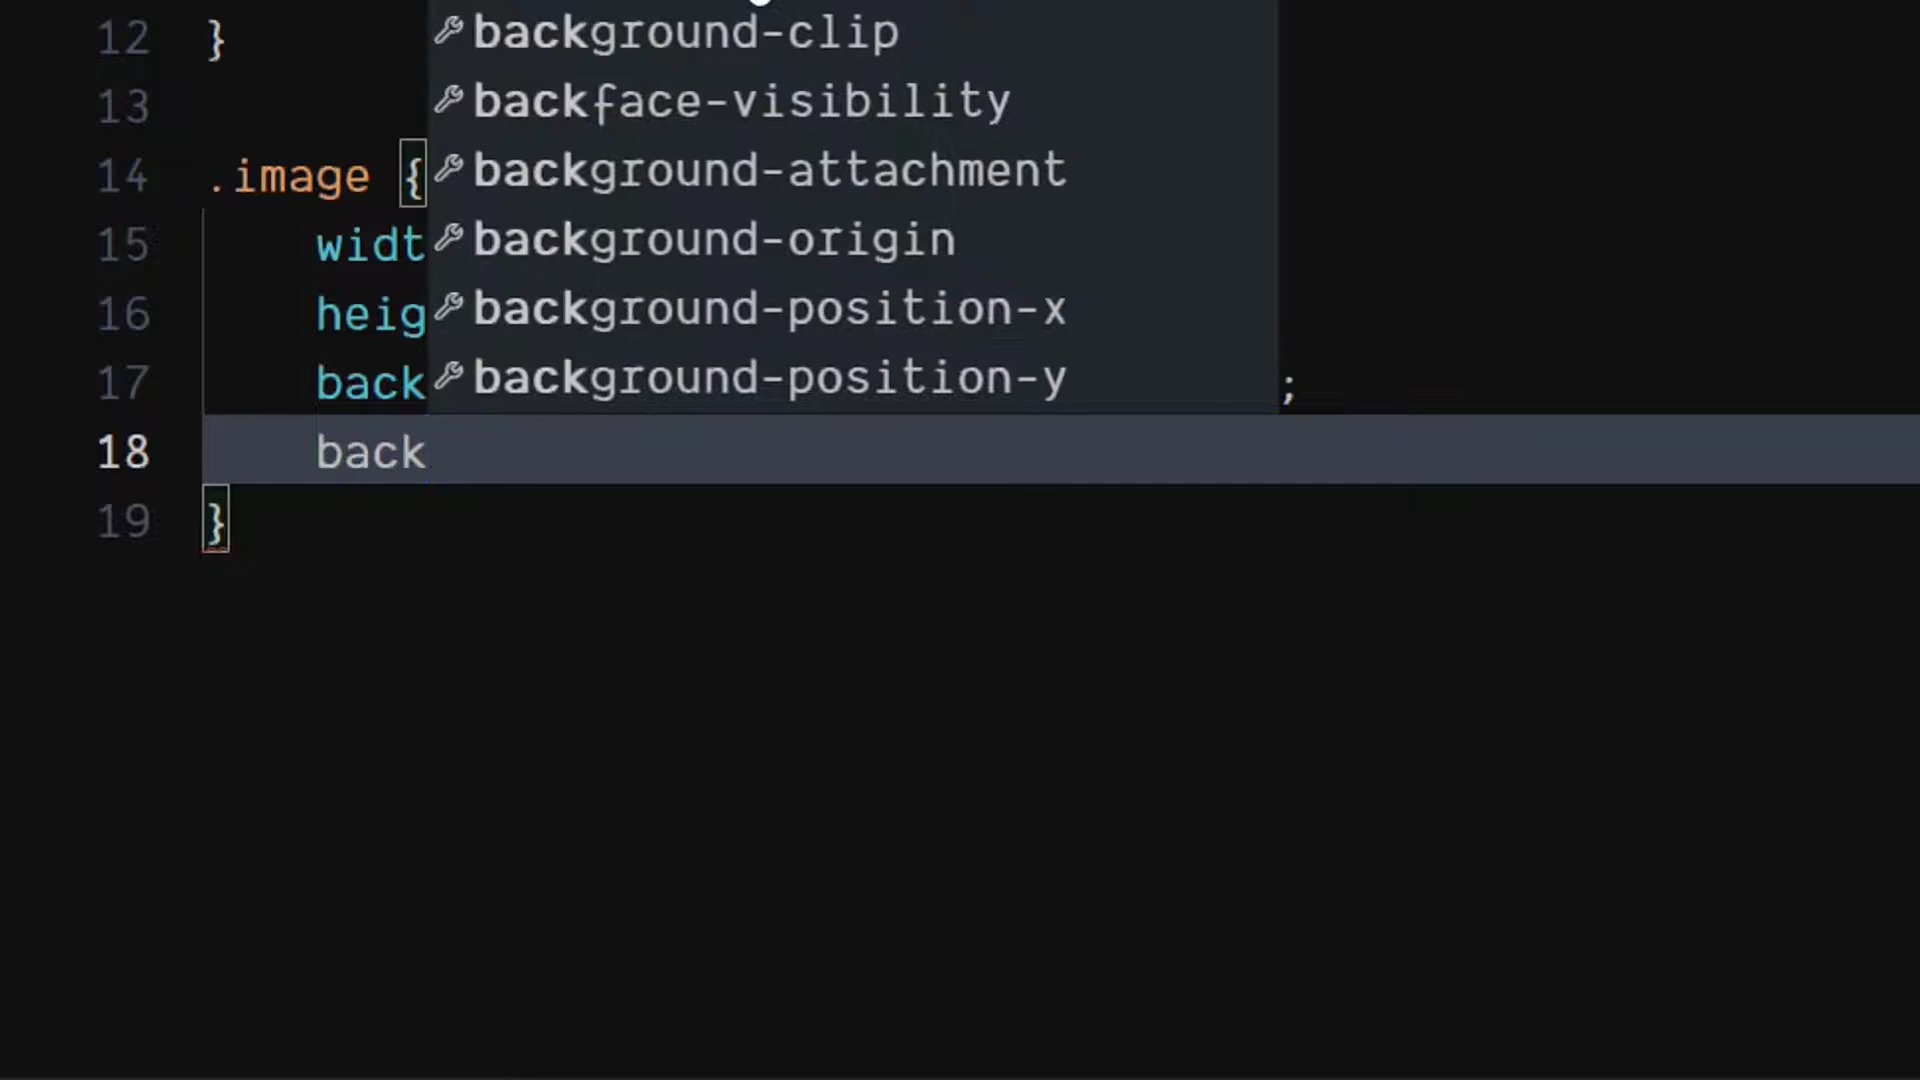 12 } background-clip
13 backface-visibility
14 .image { background-attachment
15 widt background-origin
16 heig background-position-x
17 back background-position-y ;
18 back
19 }